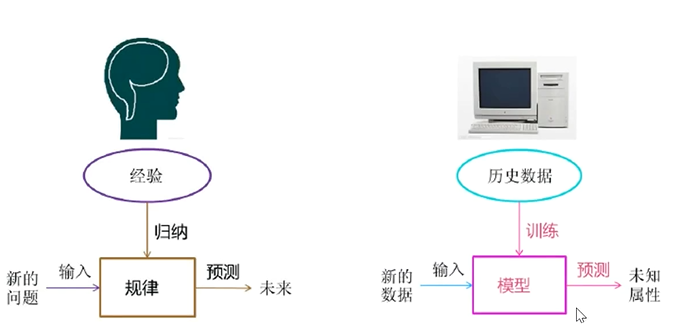 经验
归纳
新的
问题
输入
规律
预测
未来
历史数据
训练
新的
数据
输入
模型
预测
未知
属性